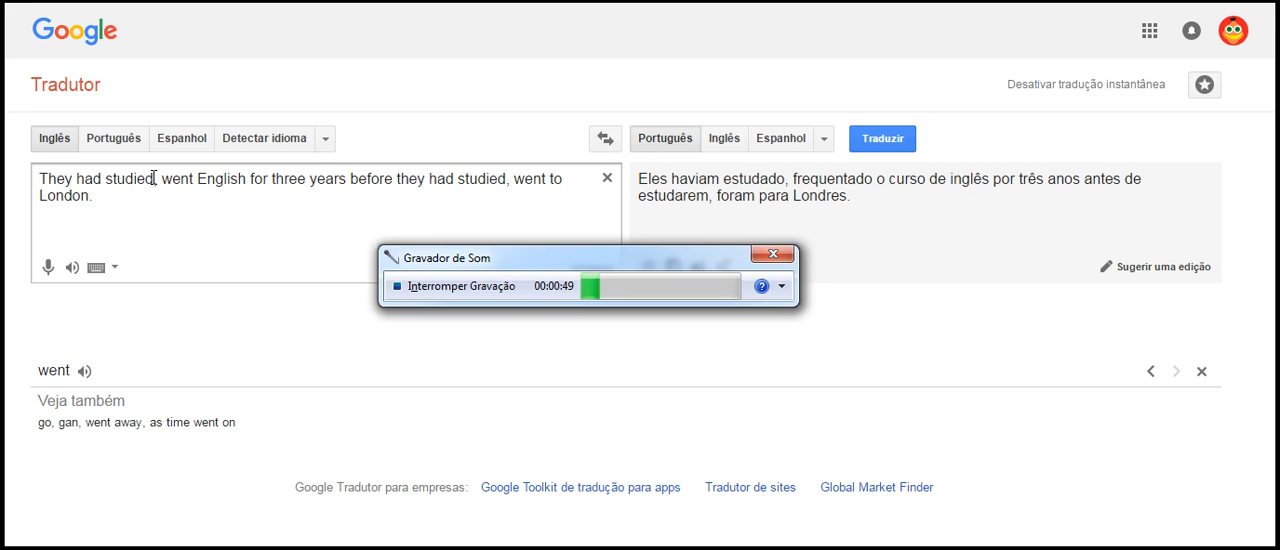 Google
Tradutor
Desativar tradução instantânea
Inglês Português Espanhol Detectar idioma
Português Inglês Espanhol Traduzir
They had studied, went English for three years before they had studied, went to
London.
Eles haviam estudado, frequentado o curso de inglês por três anos antes de
estudarem, foram para Londres.
Gravador de Som
Interromper Gravação 00:00:49
Sugerir uma edição
went
Veja também
go, gan, went away, as time went on
Google Tradutor para empresas: Google Toolkit de tradução para apps Tradutor de sites Global Market Finder